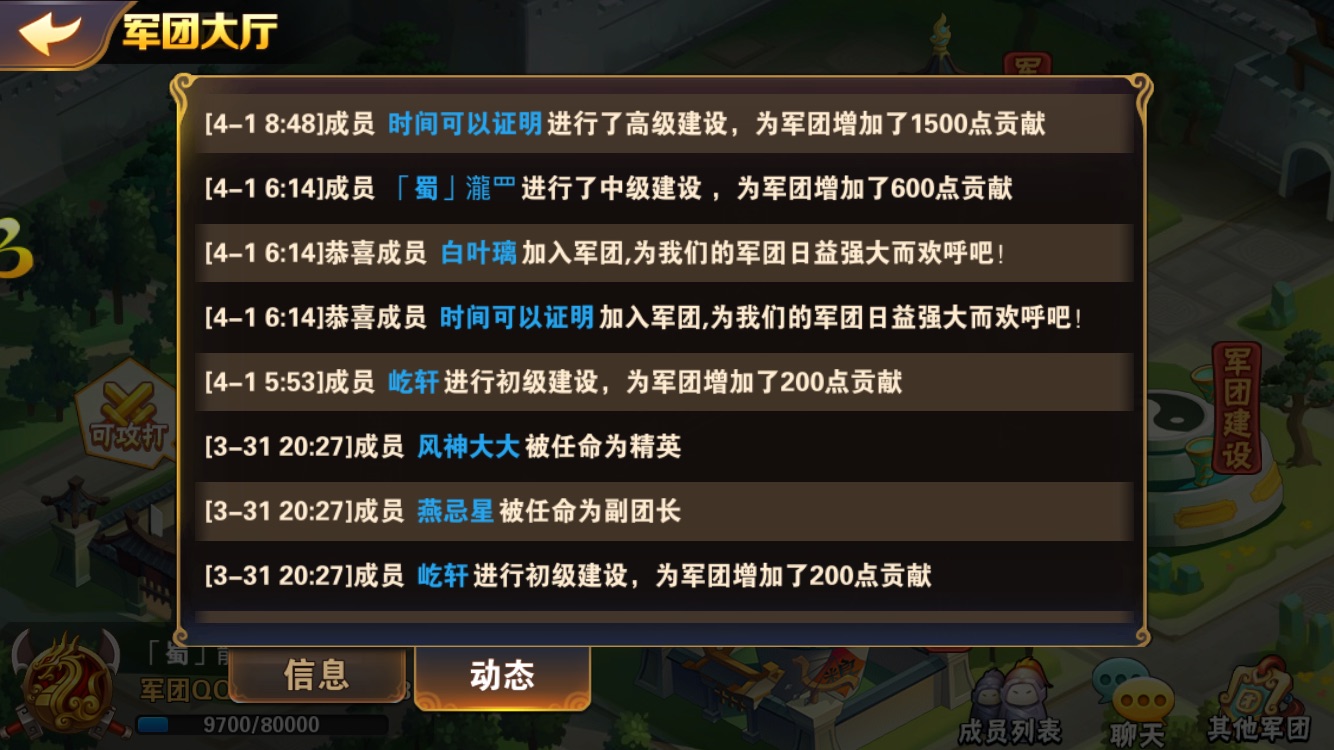 军团大厅
军
[4-1 8:48]成员 时间可以证明进行了高级建设，为军团增加了1500点贡献
[4-1 6:14]成员 「蜀」瀧罒进行了中级建设 ，为军团增加了600点贡献
[4-1 6:14]恭喜成员 白叶璃加入军团,为我们的军团日益强大而欢呼吧!
[4-1 6:14]恭喜成员 时间可以证明加入军团,为我们的军团日益强大而欢呼吧!
[4-1 5:53]成员 屹轩进行初级建设，为军团增加了200点贡献
[3-31 20:27]成员 风神大大被任命为精英
[3-31 20:27]成员 燕忌星被任命为副团长
[3-31 20:27]成员 屹轩进行初级建设，为军团增加了200点贡献
可攻打
军团建设
「蜀」
军团QQ
9700/80000
信息
动态
成员列表
聊天
其他军团